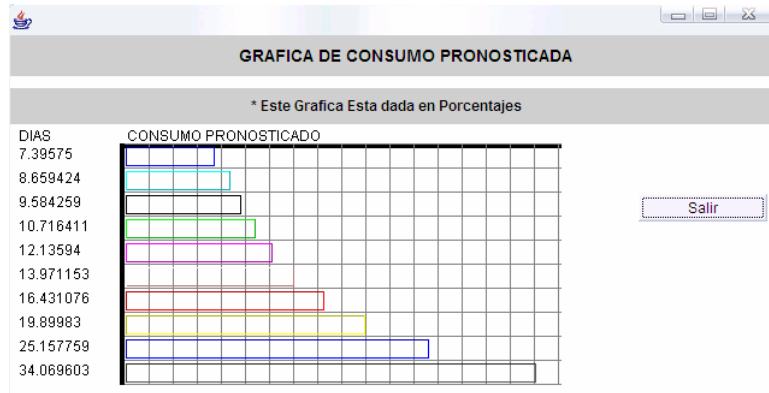 GRAFICA DE CONSUMO PRONOSTICADA
* Este Grafica Esta dada en Porcentajes
DIAS CONSUMO PRONOSTICADO
7.39575
8.659424
9.584259
Salir
10.716411
12.13594
13.971153
16.431076
19.89983
25.157759
34.069603